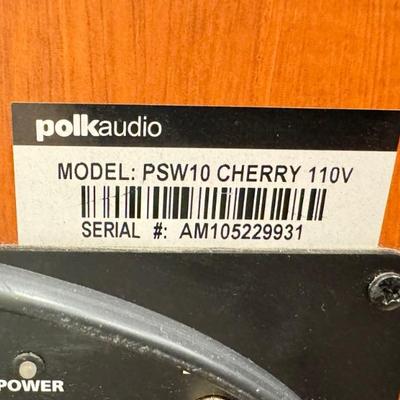 polkaudio
MODEL: PSW10 CHERRY 110V
SERIAL #: AM105229931
POWER